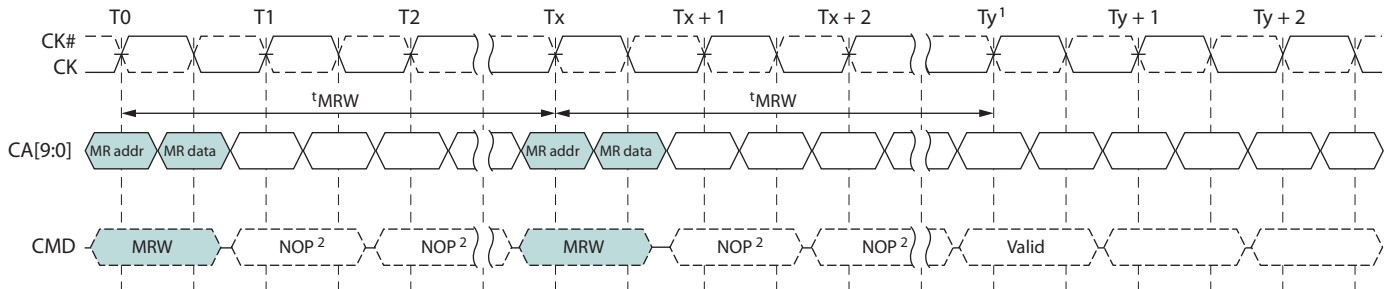 T0 T1 T2 Tx Tx + 1 Tx + 2 Ty¹ Ty + 1 Ty + 2
CK#
CK
ᵗMRW ᵗMRW
CA[9:0] MR addr MR data MR addr MR data
CMD MRW NOP ² NOP ² MRW NOP ² NOP ² Valid